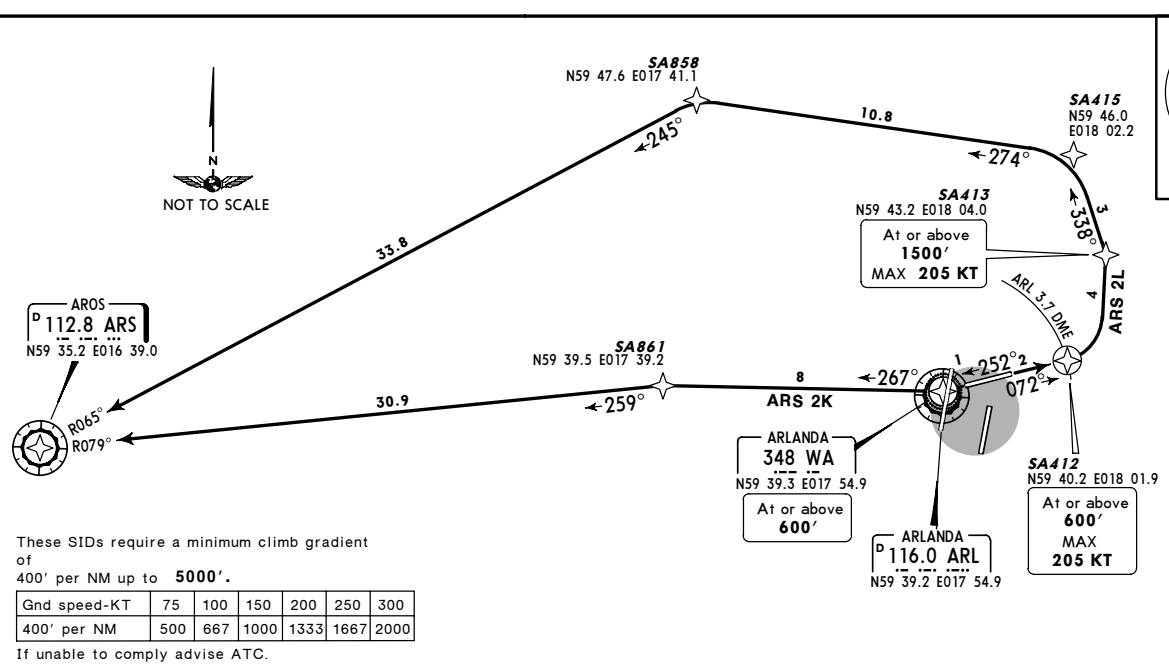 SA858
N59 47.6 E017 41.1
10.8
SA415
N59 46.0
E018 02.2
←245°
←274°
N
NOT TO SCALE
SA413
N59 43.2 E018 04.0
At or above
1500'
MAX 205 KT
3
←338°
33.8
ARL 3.7 DME
4
ARS 2L
AROS
D 112.8 ARS
N59 35.2 E016 39.0
SA861
N59 39.5 E017 39.2
8
←267°
ARS 2K
1
←252°
2
072°→
30.9
←259°
R065°
R079°
ARLANDA
348 WA
N59 39.3 E017 54.9
At or above
600'
SA412
N59 40.2 E018 01.9
At or above
600'
MAX
205 KT
ARLANDA
D 116.0 ARL
N59 39.2 E017 54.9
These SIDs require a minimum climb gradient
of
400' per NM up to 5000'.
Gnd speed-KT 75 100 150 200 250 300
400' per NM 500 667 1000 1333 1667 2000
If unable to comply advise ATC.